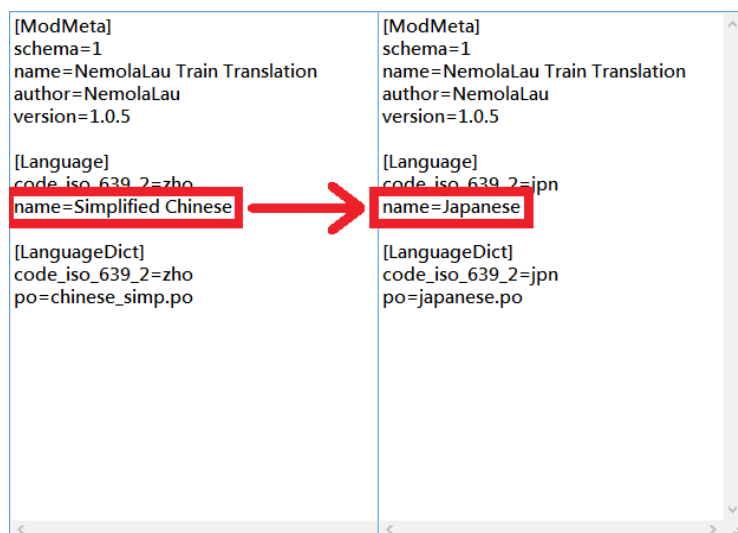 [ModMeta]
schema=1
name=NemolaLau Train Translation
author=NemolaLau
version=1.0.5
[Language]
code_iso_639_2=zho
name=Simplified Chinese
[LanguageDict]
code_iso_639_2=zho
po=chinese_simp.po
[ModMeta]
schema=1
name=NemolaLau Train Translation
author=NemolaLau
version=1.0.5
[Language]
code_iso_639_2=jpn
name=Japanese
[LanguageDict]
code_iso_639_2=jpn
po=japanese.po